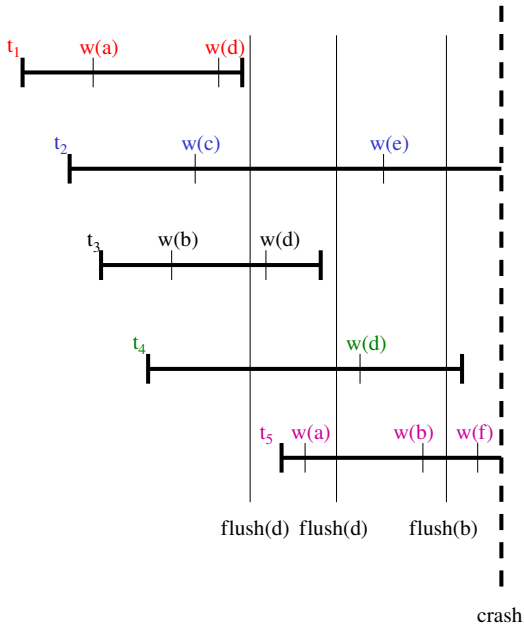 t1 w(a) w(d)
t2 w(c) w(e)
t3 w(b) w(d)
t4 w(d)
t5 w(a) w(b) w(f)
flush(d) flush(d) flush(b)
crash